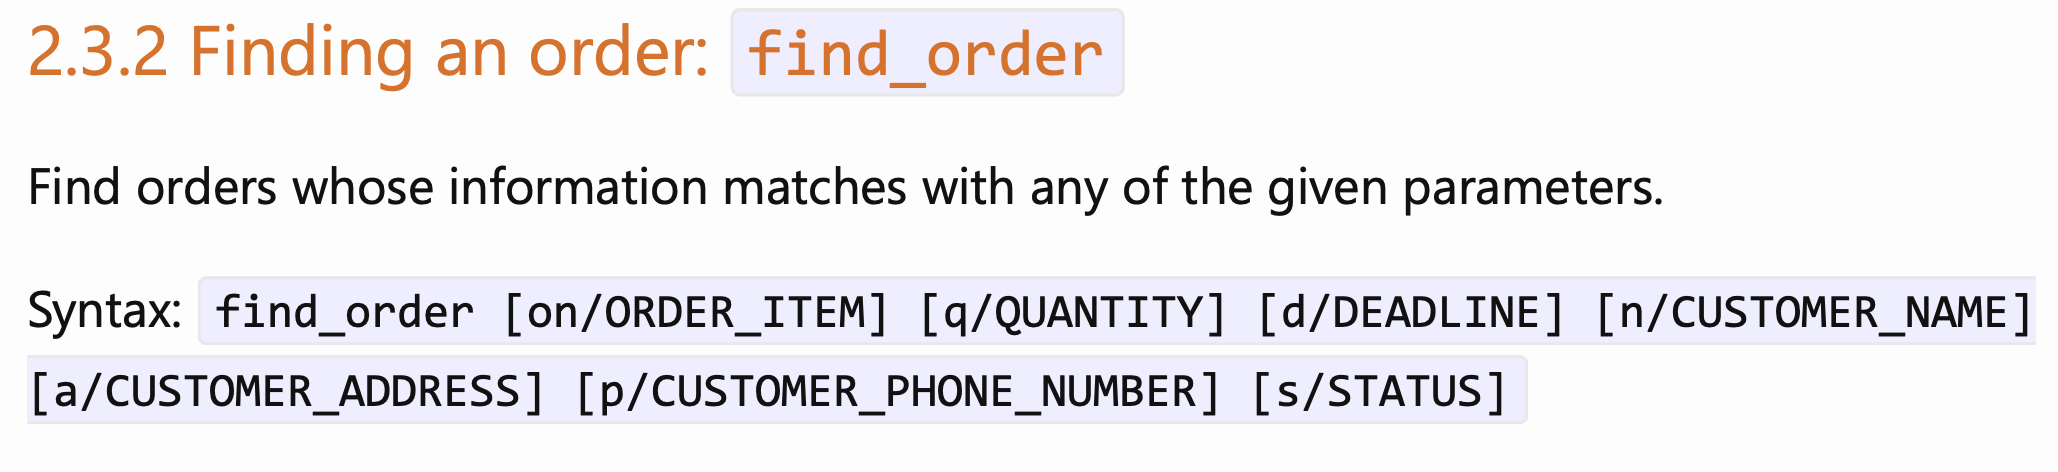 2.3.2 Finding an order: find_order
Find orders whose information matches with any of the given parameters.
Syntax: find_order [on/ORDER_ITEM] [q/QUANTITY] [d/DEADLINE] [n/CUSTOMER_NAME]
[a/CUSTOMER_ADDRESS] [p/CUSTOMER_PHONE_NUMBER] [s/STATUS]